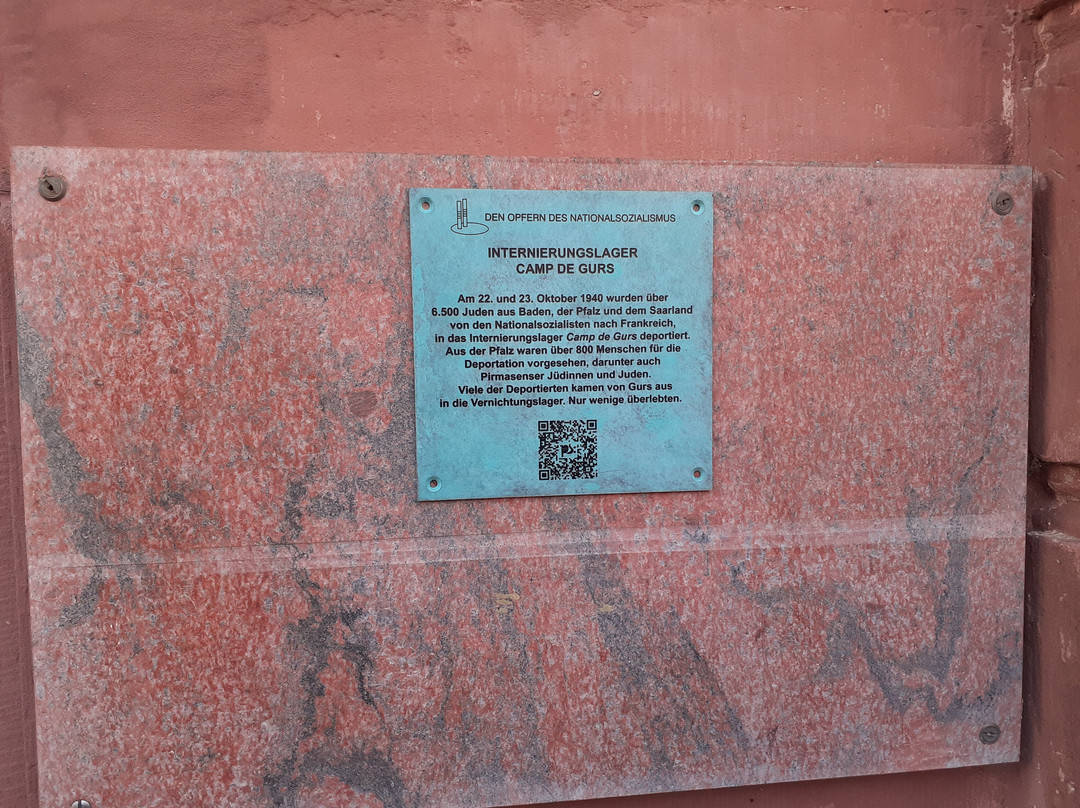 DEN OPFERN DES NATIONALSOZIALISMUS
INTERNIERUNGSLAGER
CAMP DE GURS
Am 22. und 23. Oktober 1940 wurden über
6.500 Juden aus Baden, der Pfalz und dem Saarland
von den Nationalsozialisten nach Frankreich,
in das Internierungslager Camp de Gurs deportiert.
Aus der Pfalz waren über 800 Menschen für die
Deportation vorgesehen, darunter auch
Pirmasenser Jüdinnen und Juden.
Viele der Deportierten kamen von Gurs aus
in die Vernichtungslager. Nur wenige überlebten.